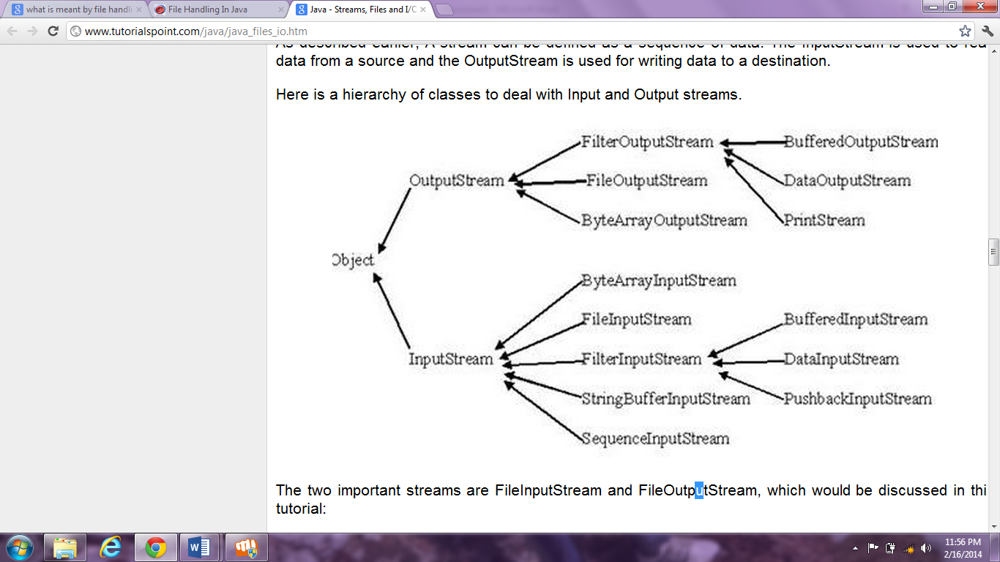 what is meant by file handli
File Handling In Java
Java - Streams, Files and I/O
www.tutorialspoint.com/java/java_files_io.htm
As described earlier, A stream can be defined as a sequence of data. The InputStream is used to rea
data from a source and the OutputStream is used for writing data to a destination.
Here is a hierarchy of classes to deal with Input and Output streams.
FilterOutputStream BufferedOutputStream
OutputStream FileOutputStream DataOutputStream
ByteArrayOutputStream PrintStream
Object
ByteArrayInputStream
FileInputStream BufferedInputStream
InputStream FilterInputStream DataInputStream
StringBufferInputStream PushbackInputStream
SequenceInputStream
The two important streams are FileInputStream and FileOutputStream, which would be discussed in thi
tutorial:
11:56 PM
2/16/2014